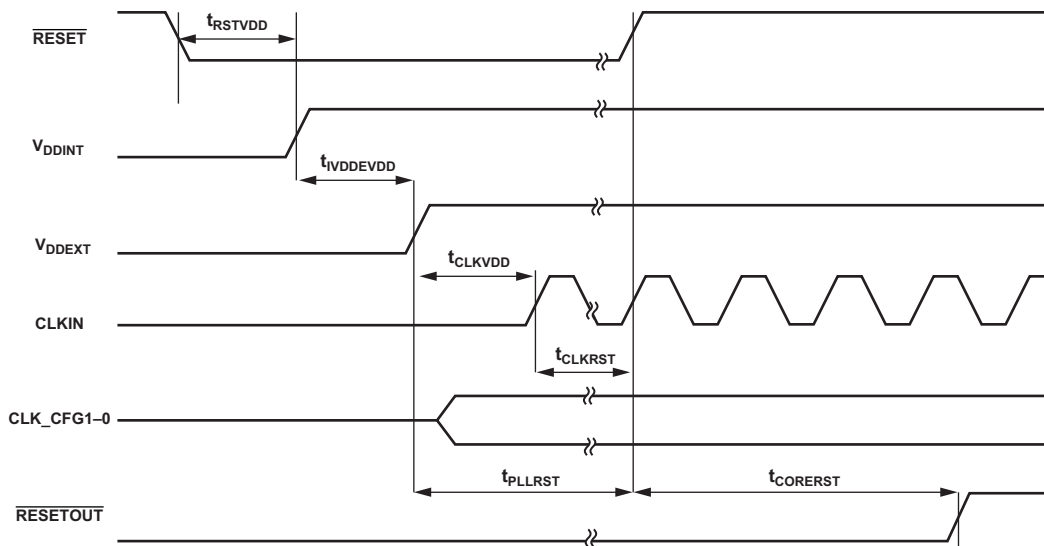 RESET
tRSTVDD
VDDINT
tIVDDEVDD
VDDEXT
tCLKVDD
CLKIN
tCLKRST
CLK_CFG1–0
tPLLRST
tCORERST
RESETOUT